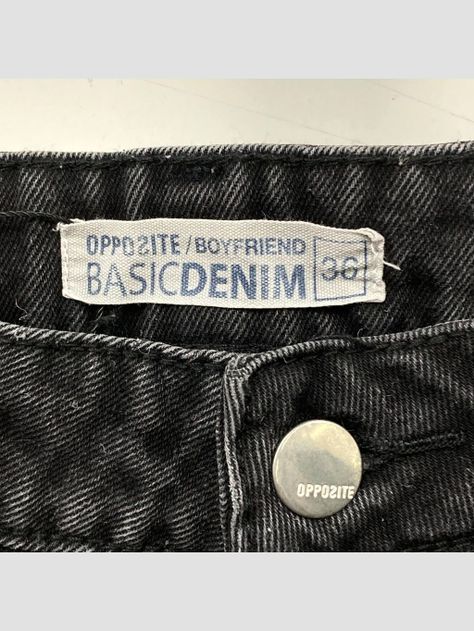 OPPOSITE / BOYFRIEND
BASICDENIM 36
OPPOSITE